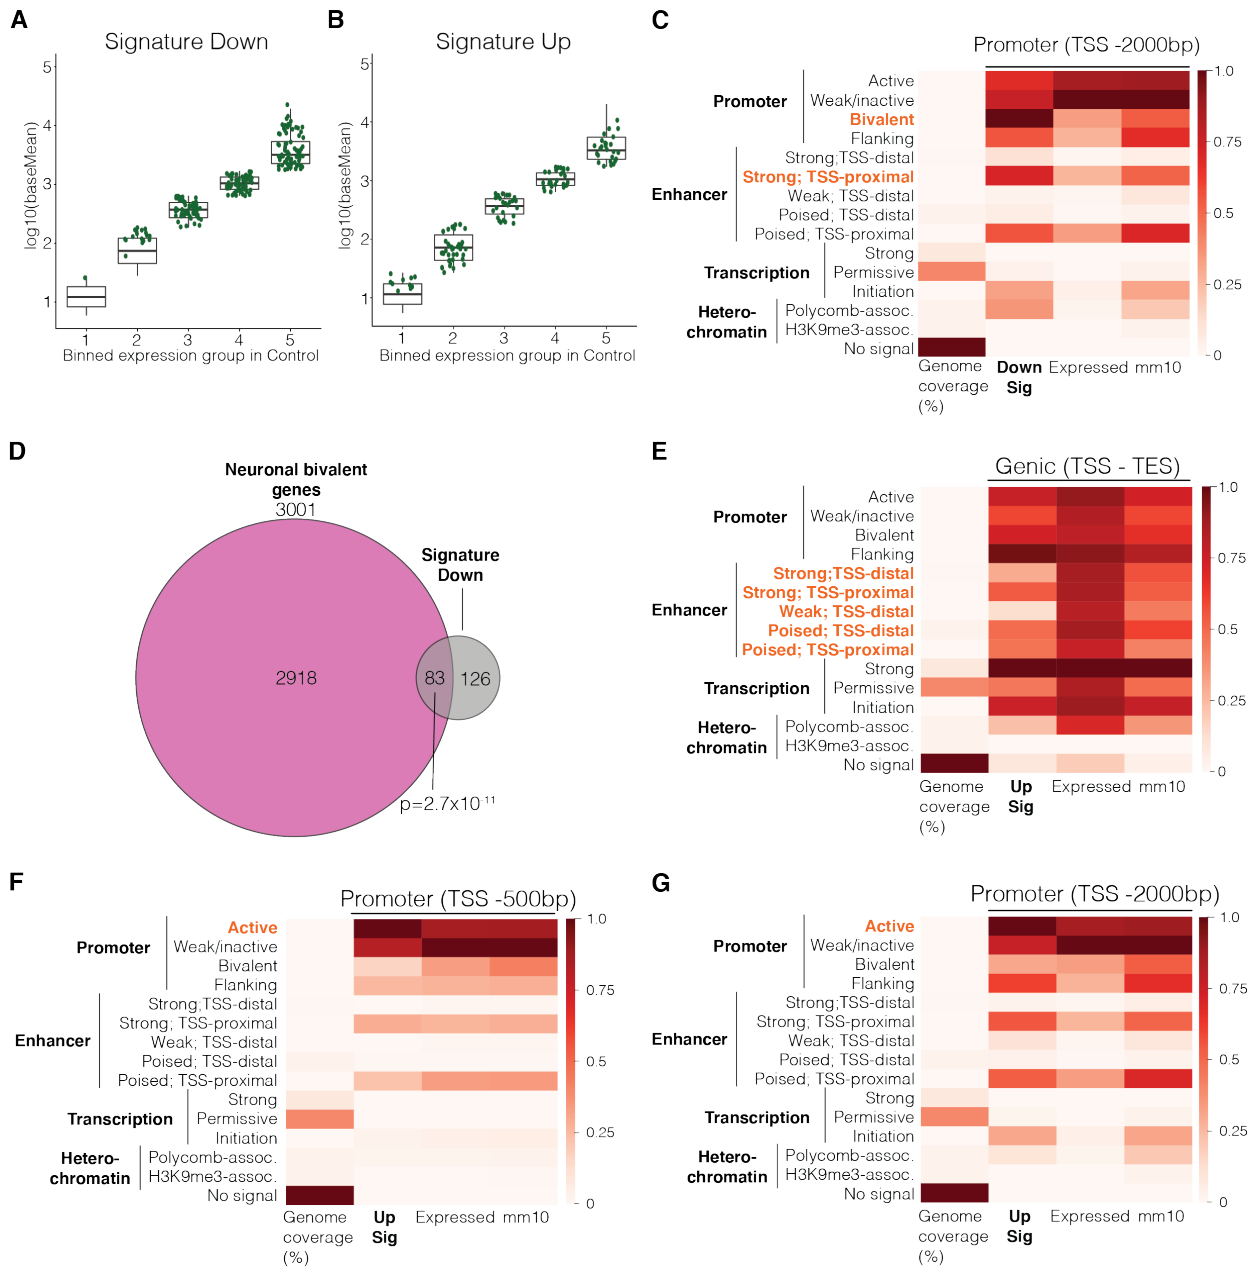 A
Signature Down
5
4
3
2
1
log10(baseMean)
1 2 3 4 5
Binned expression group in Control
B
Signature Up
5
4
3
2
1
log10(baseMean)
1 2 3 4 5
Binned expression group in Control
C
Promoter (TSS -2000bp)
Promoter
Active
Weak/inactive
Bivalent
Flanking
Enhancer
Strong;TSS-distal
Strong; TSS-proximal
Weak; TSS-distal
Poised; TSS-distal
Poised; TSS-proximal
Transcription
Strong
Permissive
Initiation
Hetero-
chromatin
Polycomb-assoc.
H3K9me3-assoc.
No signal
Genome
coverage
(%)
Down
Sig
Expressed mm10
1.0
0.75
0.5
0.25
0
D
Neuronal bivalent
genes
3001
Signature
Down
2918
83
126
p=2.7x10-11
E
Genic (TSS - TES)
Promoter
Active
Weak/inactive
Bivalent
Flanking
Enhancer
Strong;TSS-distal
Strong; TSS-proximal
Weak; TSS-distal
Poised; TSS-distal
Poised; TSS-proximal
Transcription
Strong
Permissive
Initiation
Hetero-
chromatin
Polycomb-assoc.
H3K9me3-assoc.
No signal
Genome
coverage
(%)
Up
Sig
Expressed mm10
1.0
0.75
0.5
0.25
0
F
Promoter (TSS -500bp)
Promoter
Active
Weak/inactive
Bivalent
Flanking
Enhancer
Strong;TSS-distal
Strong; TSS-proximal
Weak; TSS-distal
Poised; TSS-distal
Poised; TSS-proximal
Transcription
Strong
Permissive
Initiation
Hetero-
chromatin
Polycomb-assoc.
H3K9me3-assoc.
No signal
Genome
coverage
(%)
Up
Sig
Expressed mm10
1.0
0.75
0.5
0.25
0
G
Promoter (TSS -2000bp)
Promoter
Active
Weak/inactive
Bivalent
Flanking
Enhancer
Strong;TSS-distal
Strong; TSS-proximal
Weak; TSS-distal
Poised; TSS-distal
Poised; TSS-proximal
Transcription
Strong
Permissive
Initiation
Hetero-
chromatin
Polycomb-assoc.
H3K9me3-assoc.
No signal
Genome
coverage
(%)
Up
Sig
Expressed mm10
1.0
0.75
0.5
0.25
0